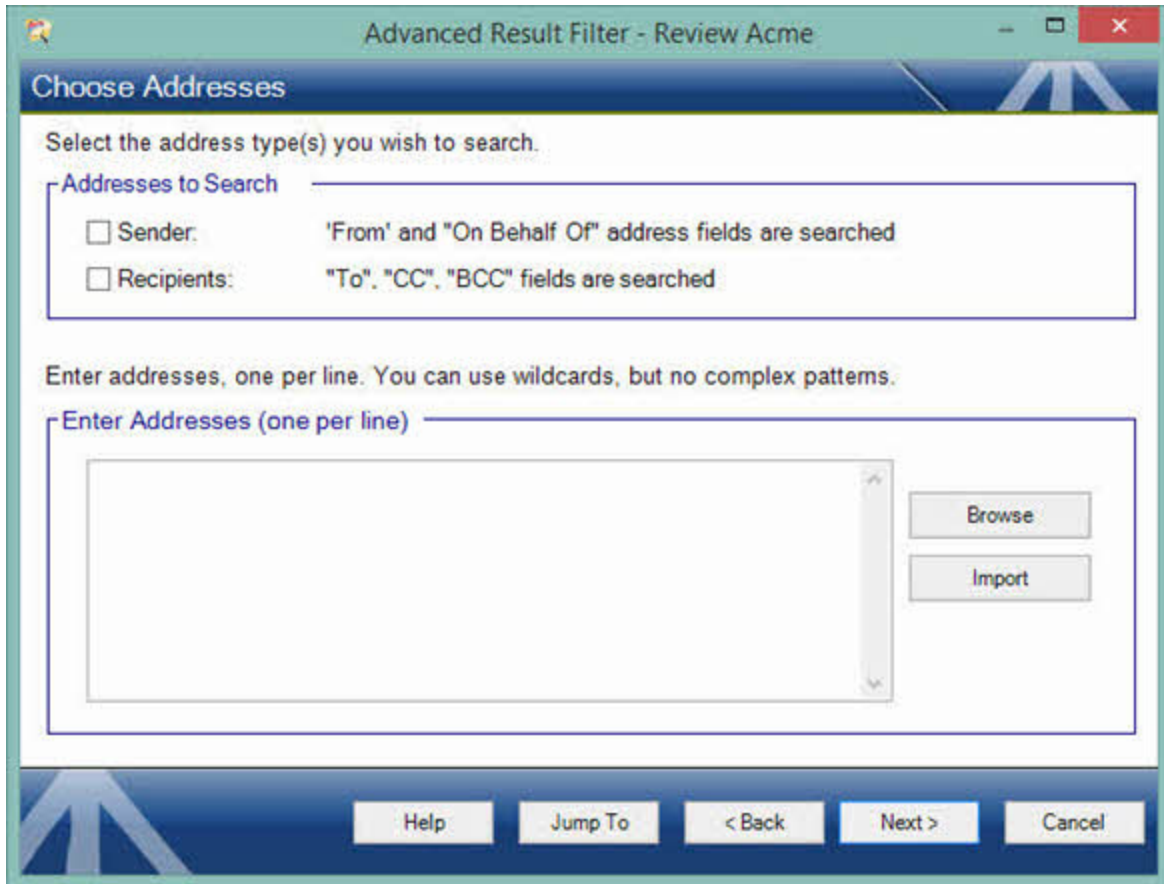 Advanced Result Filter - Review Acme
Choose Addresses
Select the address type(s) you wish to search.
Addresses to Search
Sender: 'From' and "On Behalf Of" address fields are searched
Recipients: "To", "CC", "BCC" fields are searched
Enter addresses, one per line. You can use wildcards, but no complex patterns.
Enter Addresses (one per line)
Browse
Import
Help Jump To < Back Next > Cancel